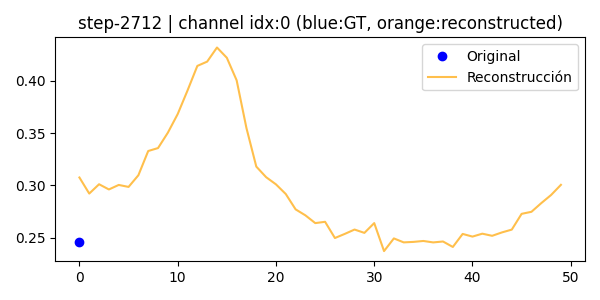 step-2712 | channel idx:0 (blue:GT, orange:reconstructed)
Original
Reconstrucción
0.40
0.35
0.30
0.25
0 10 20 30 40 50